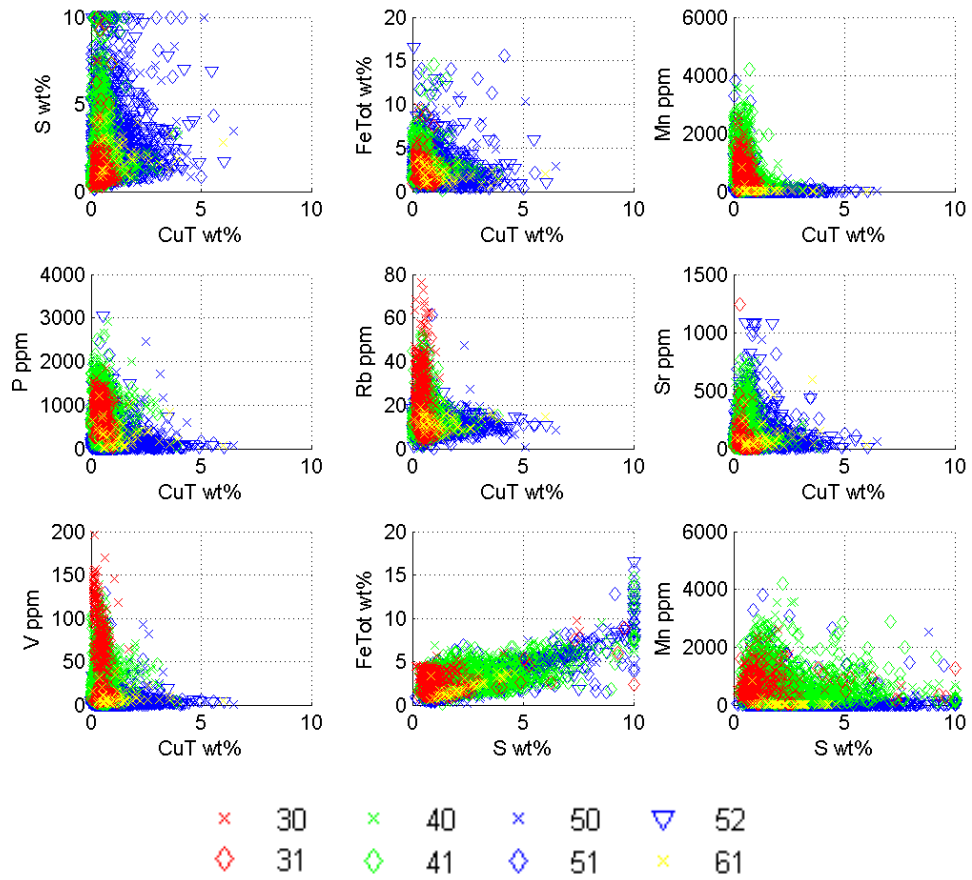 10
5
0
S wt%
0 5 10
CuT wt%
20
15
10
5
0
FeTot wt%
0 5 10
CuT wt%
6000
4000
2000
0
Mn ppm
0 5 10
CuT wt%
4000
3000
2000
1000
0
P ppm
0 5 10
CuT wt%
80
60
40
20
0
Rb ppm
0 5 10
CuT wt%
1500
1000
500
0
Sr ppm
0 5 10
CuT wt%
200
150
100
50
0
V ppm
0 5 10
CuT wt%
20
15
10
5
0
FeTot wt%
0 5 10
S wt%
6000
4000
2000
0
Mn ppm
0 5 10
S wt%
30 40 50 52
31 41 51 61